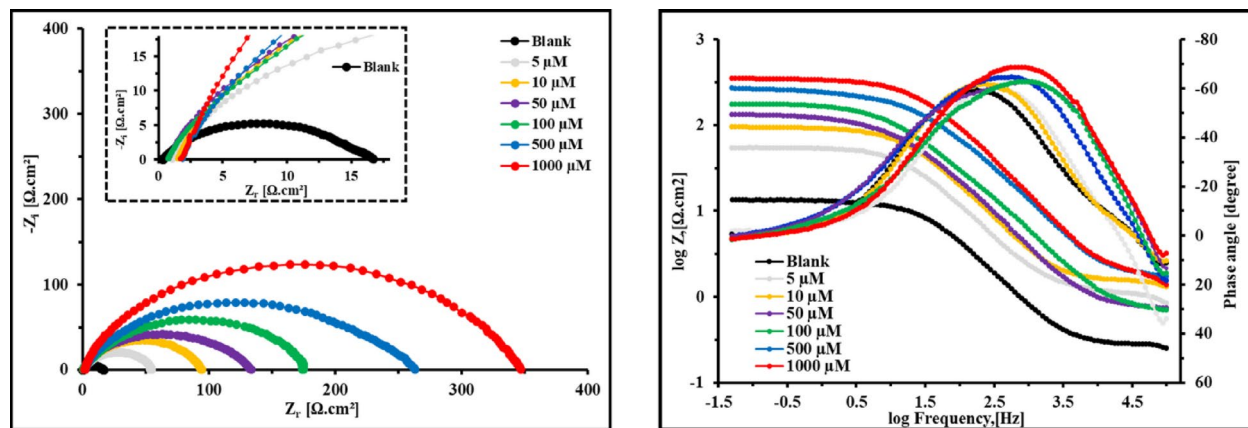 400
300
200
100
0
-Zᵢ [Ω.cm²]
0
100
200
300
400
Zᵣ [Ω.cm²]
15
10
5
0
-Zᵢ [Ω.cm²]
0
5
10
15
Zᵣ [Ω.cm²]
Blank
Blank
5 µM
10 µM
50 µM
100 µM
500 µM
1000 µM
3
2
1
0
-1
log Z,[Ω.cm2]
-1.5
-0.5
0.5
1.5
2.5
3.5
4.5
log Frequency,[Hz]
-80
-60
-40
-20
0
20
40
60
Phase angle [degree]
Blank
5 µM
10 µM
50 µM
100 µM
500 µM
1000 µM